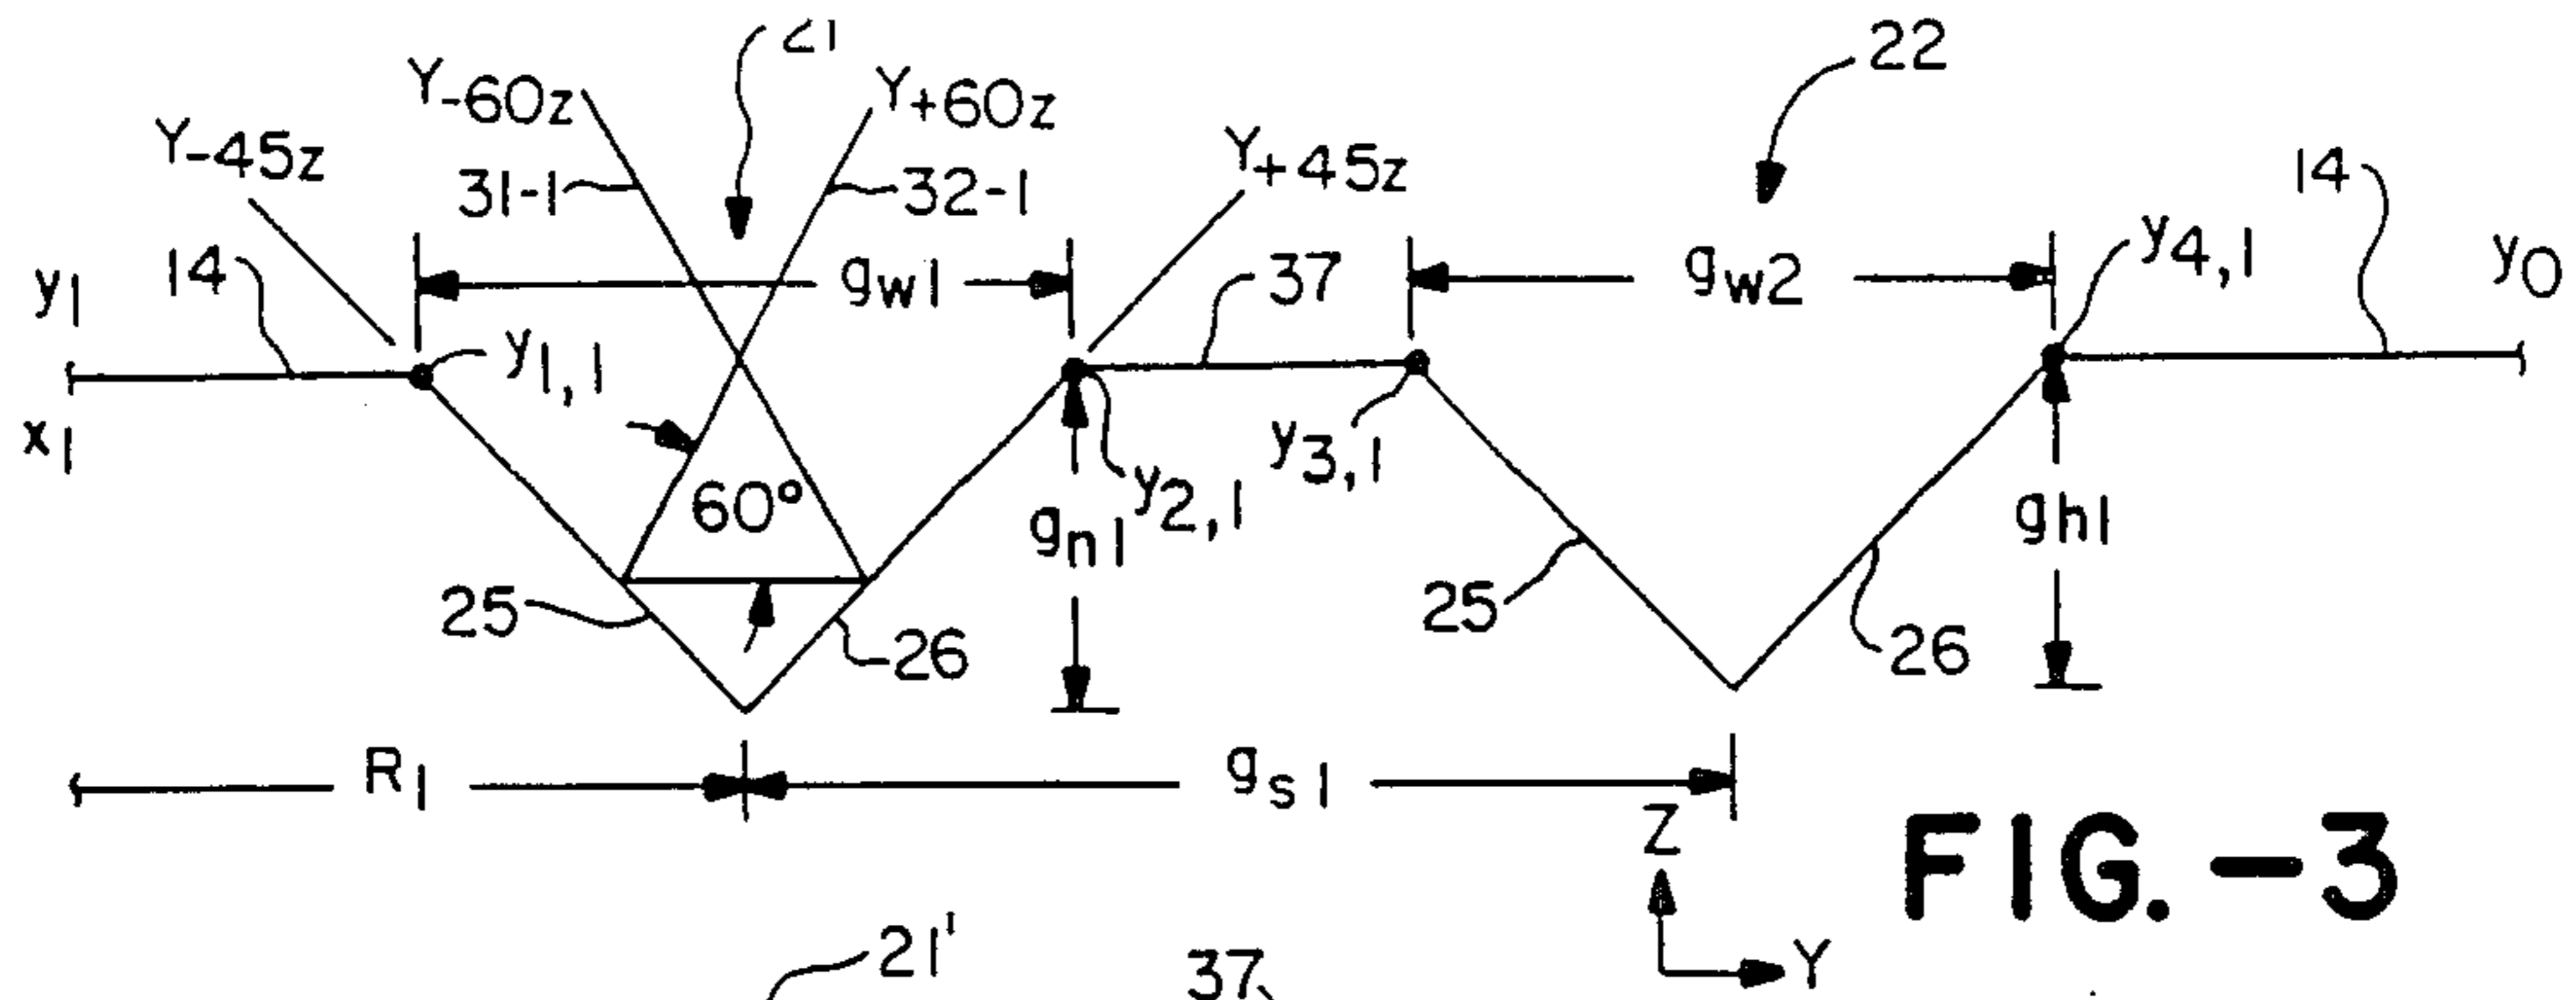 21
22
Y-60z
Y+60z
Y-45z
Y+45z
31-1
32-1
14
y1
14
gw1
37
gw2
y4,1
y0
x1
y1,1
60°
gn1
y2,1
y3,1
gh1
25
26
25
26
R1
gs1
Z
Y
FIG.-3
21'
37